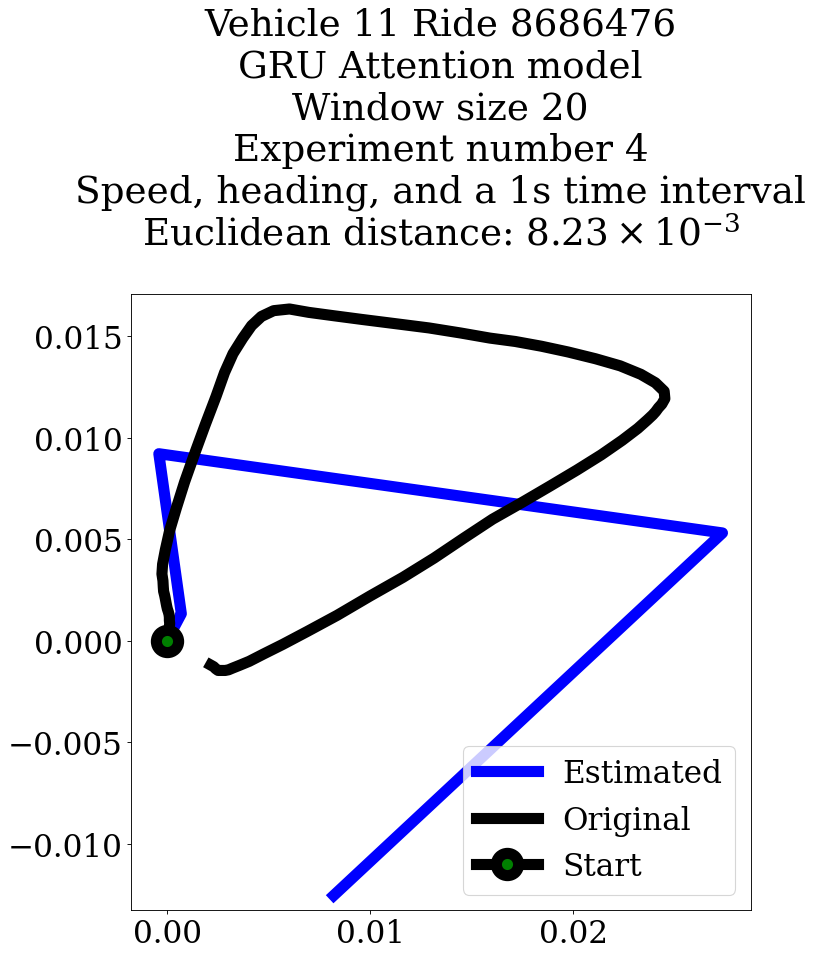 Vehicle 11 Ride 8686476
GRU Attention model
Window size 20
Experiment number 4
Speed, heading, and a 1s time interval
Euclidean distance: 8.23 × 10⁻³
0.015
0.010
0.005
0.000
−0.005
−0.010
0.00 0.01 0.02
Estimated
Original
Start